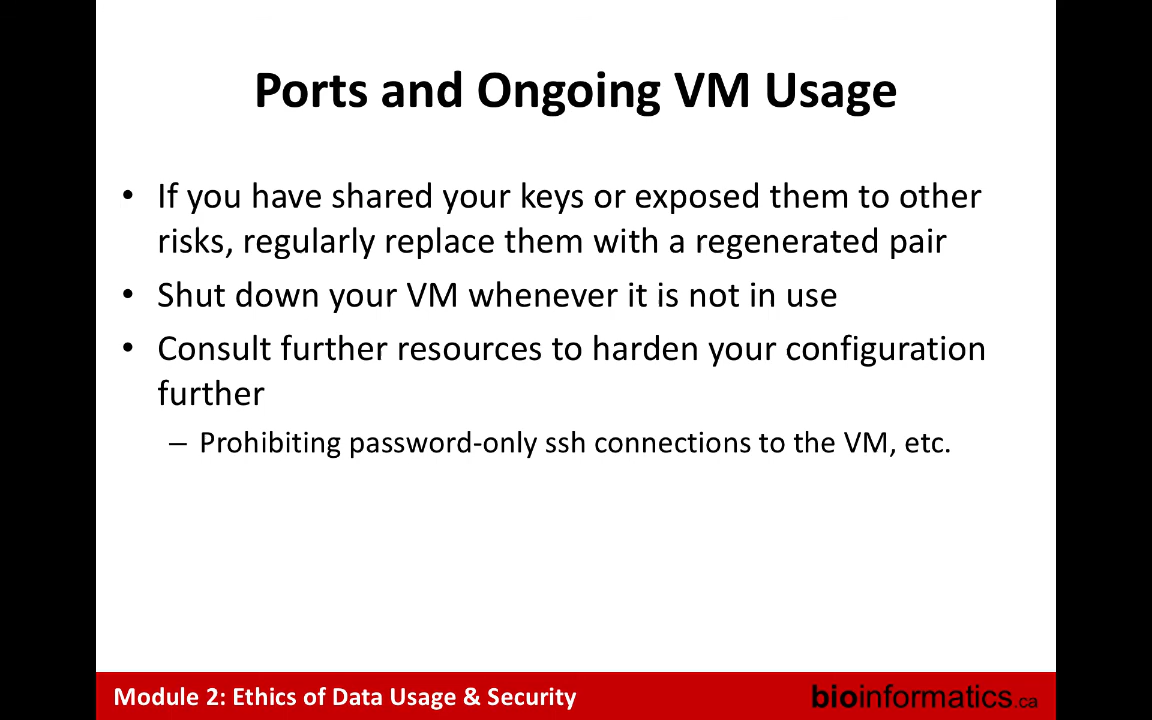 Ports and Ongoing VM Usage
• If you have shared your keys or exposed them to other
risks, regularly replace them with a regenerated pair
• Shut down your VM whenever it is not in use
• Consult further resources to harden your configuration
further
– Prohibiting password-only ssh connections to the VM, etc.
Module 2: Ethics of Data Usage & Security
bioinformatics.ca